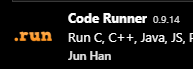 Code Runner 0.9.14
.run
Run C, C++, Java, JS,
Jun Han